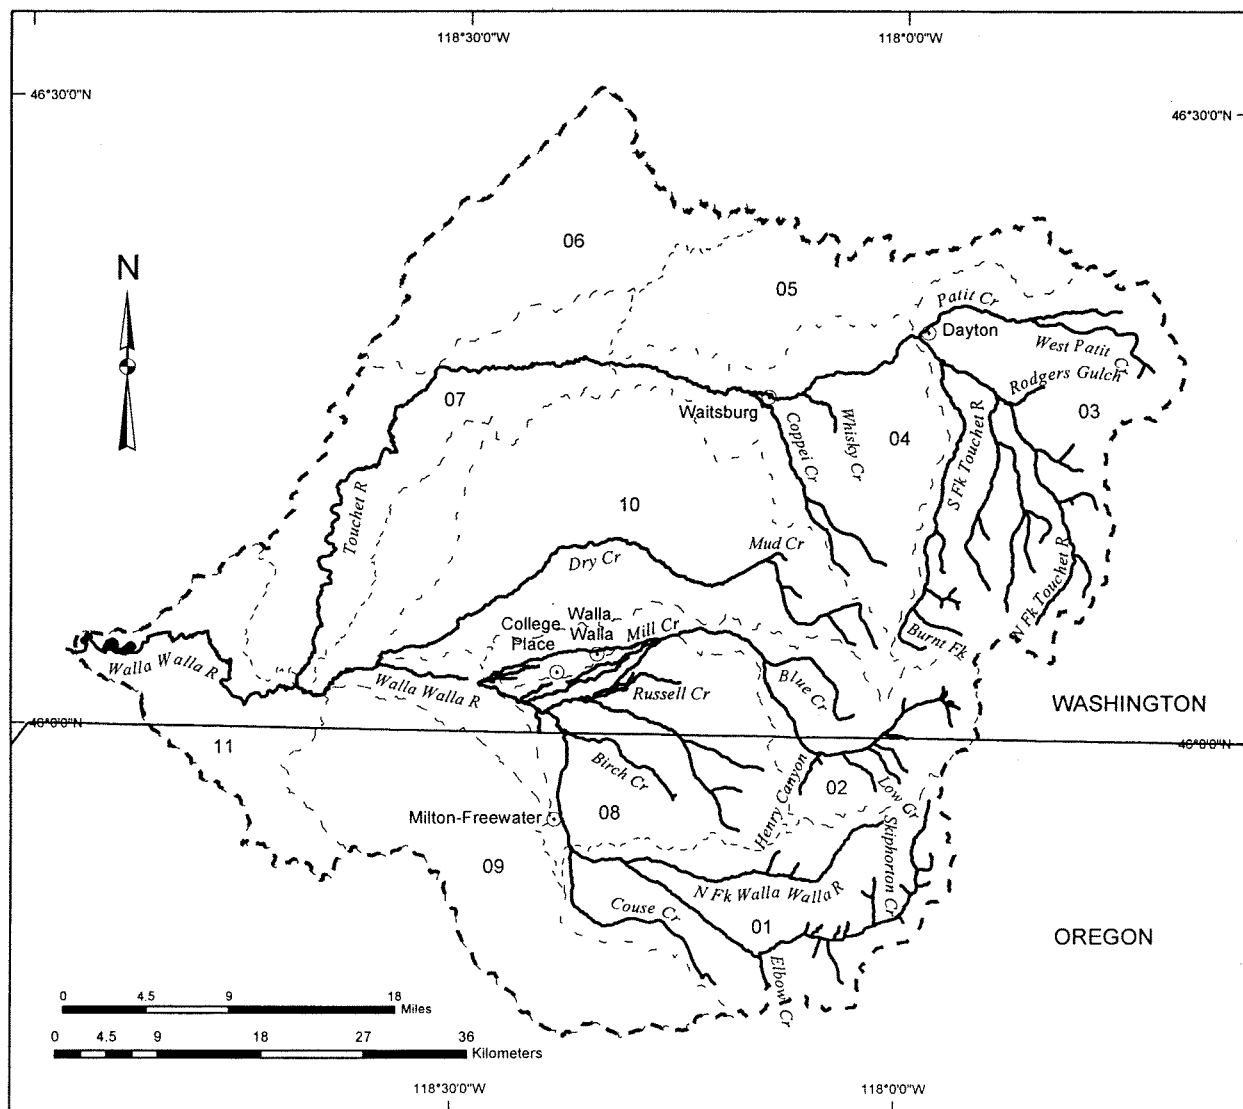 118°30'0"W
118°0'0"W
46°30'0"N
46°30'0"N
06
05
N
Patit Cr
Dayton
West Patit
Cr
Rodgers Gulch
03
07
Waitsburg
Coppei Cr
Whisky Cr
04
S Fk Touchet R
Touchet R
10
Mud Cr
Dry Cr
N Fk Touchet R
College
Place
Walla
Walla
Mill Cr
Burnt Fk
Walla Walla R
Walla Walla R
Russell Cr
Blue Cr
WASHINGTON
46°0'0"N
46°0'0"N
11
Birch Cr
Henry Canyon
02
Low Cr
Milton-Freewater
08
Skiphorton Cr
09
N Fk Walla Walla R
Couse Cr
01
OREGON
Elbow Cr
0 4.5 9 18
Miles
0 4.5 9 18 27 36
Kilometers
118°30'0"W
118°0'0"W